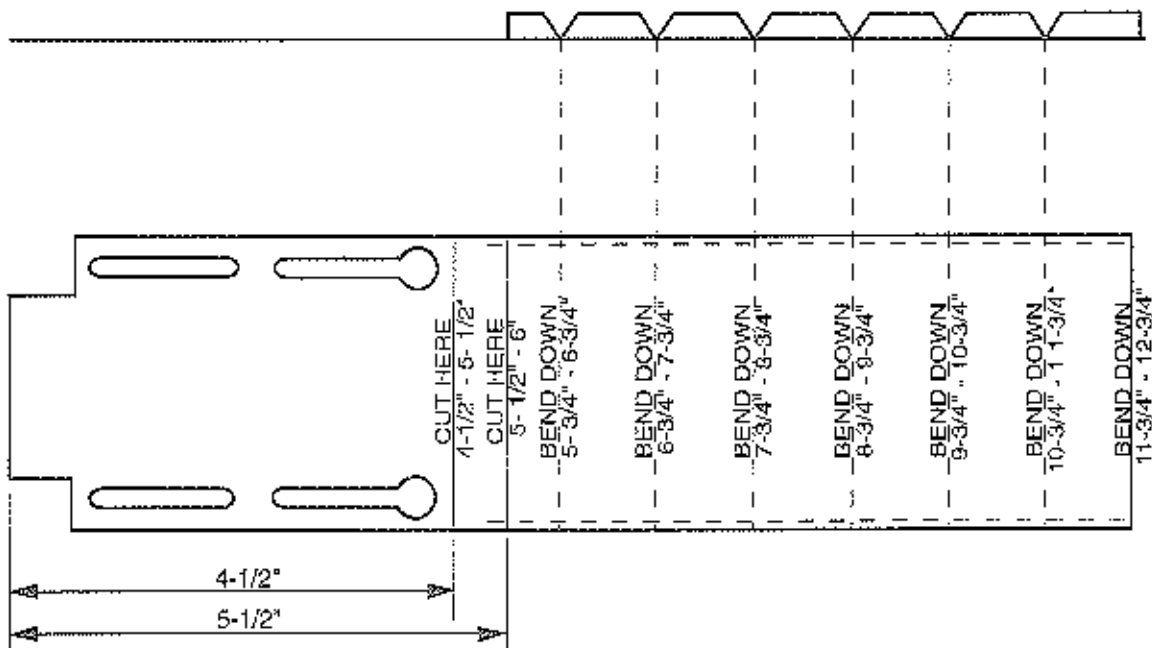 CUT HERE
4-1/2" - 5-1/2"
CUT HERE
5-1/2" - 6"
BEND DOWN
5-3/4" - 6-3/4"
BEND DOWN
6-3/4" - 7-3/4"
BEND DOWN
7-3/4" - 8-3/4"
BEND DOWN
8-3/4" - 9-3/4"
BEND DOWN
9-3/4" - 10-3/4"
BEND DOWN
10-3/4" - 11-3/4"
BEND DOWN
11-3/4" - 12-3/4"
4-1/2"
5-1/2"